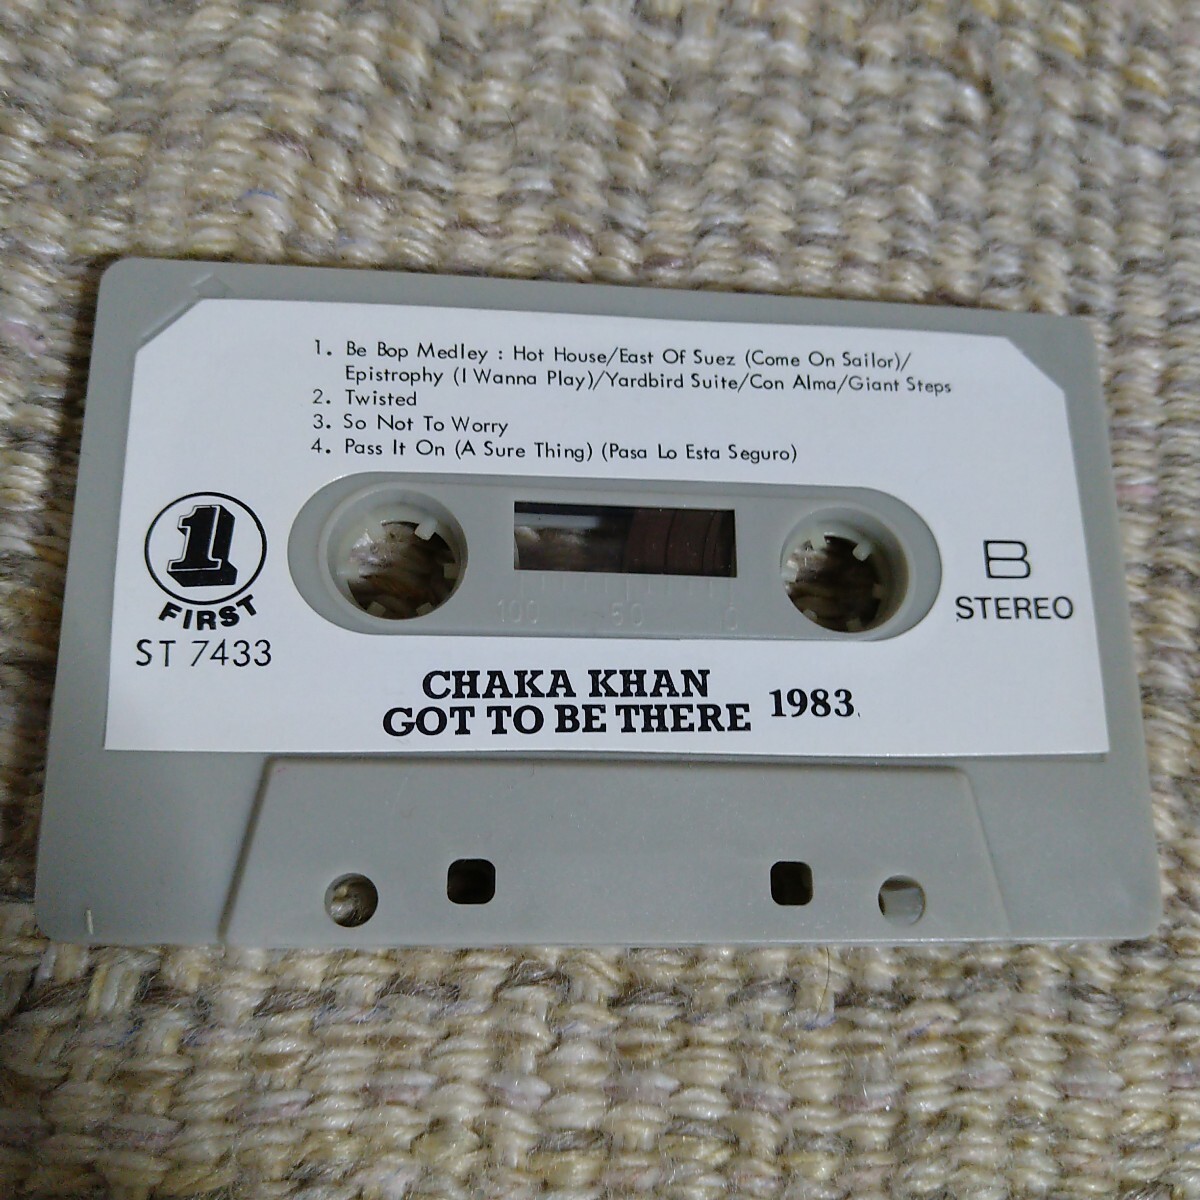 1. Be Bop Medley : Hot House/East Of Suez (Come On Sailor)/
Epistrophy (I Wanna Play)/Yardbird Suite/Con Alma/Giant Steps
2. Twisted
3. So Not To Worry
4. Pass It On (A Sure Thing) (Pasa Lo Esta Seguro)
1
FIRST
ST 7433
100 50 0
B
STEREO
CHAKA KHAN
GOT TO BE THERE 1983.